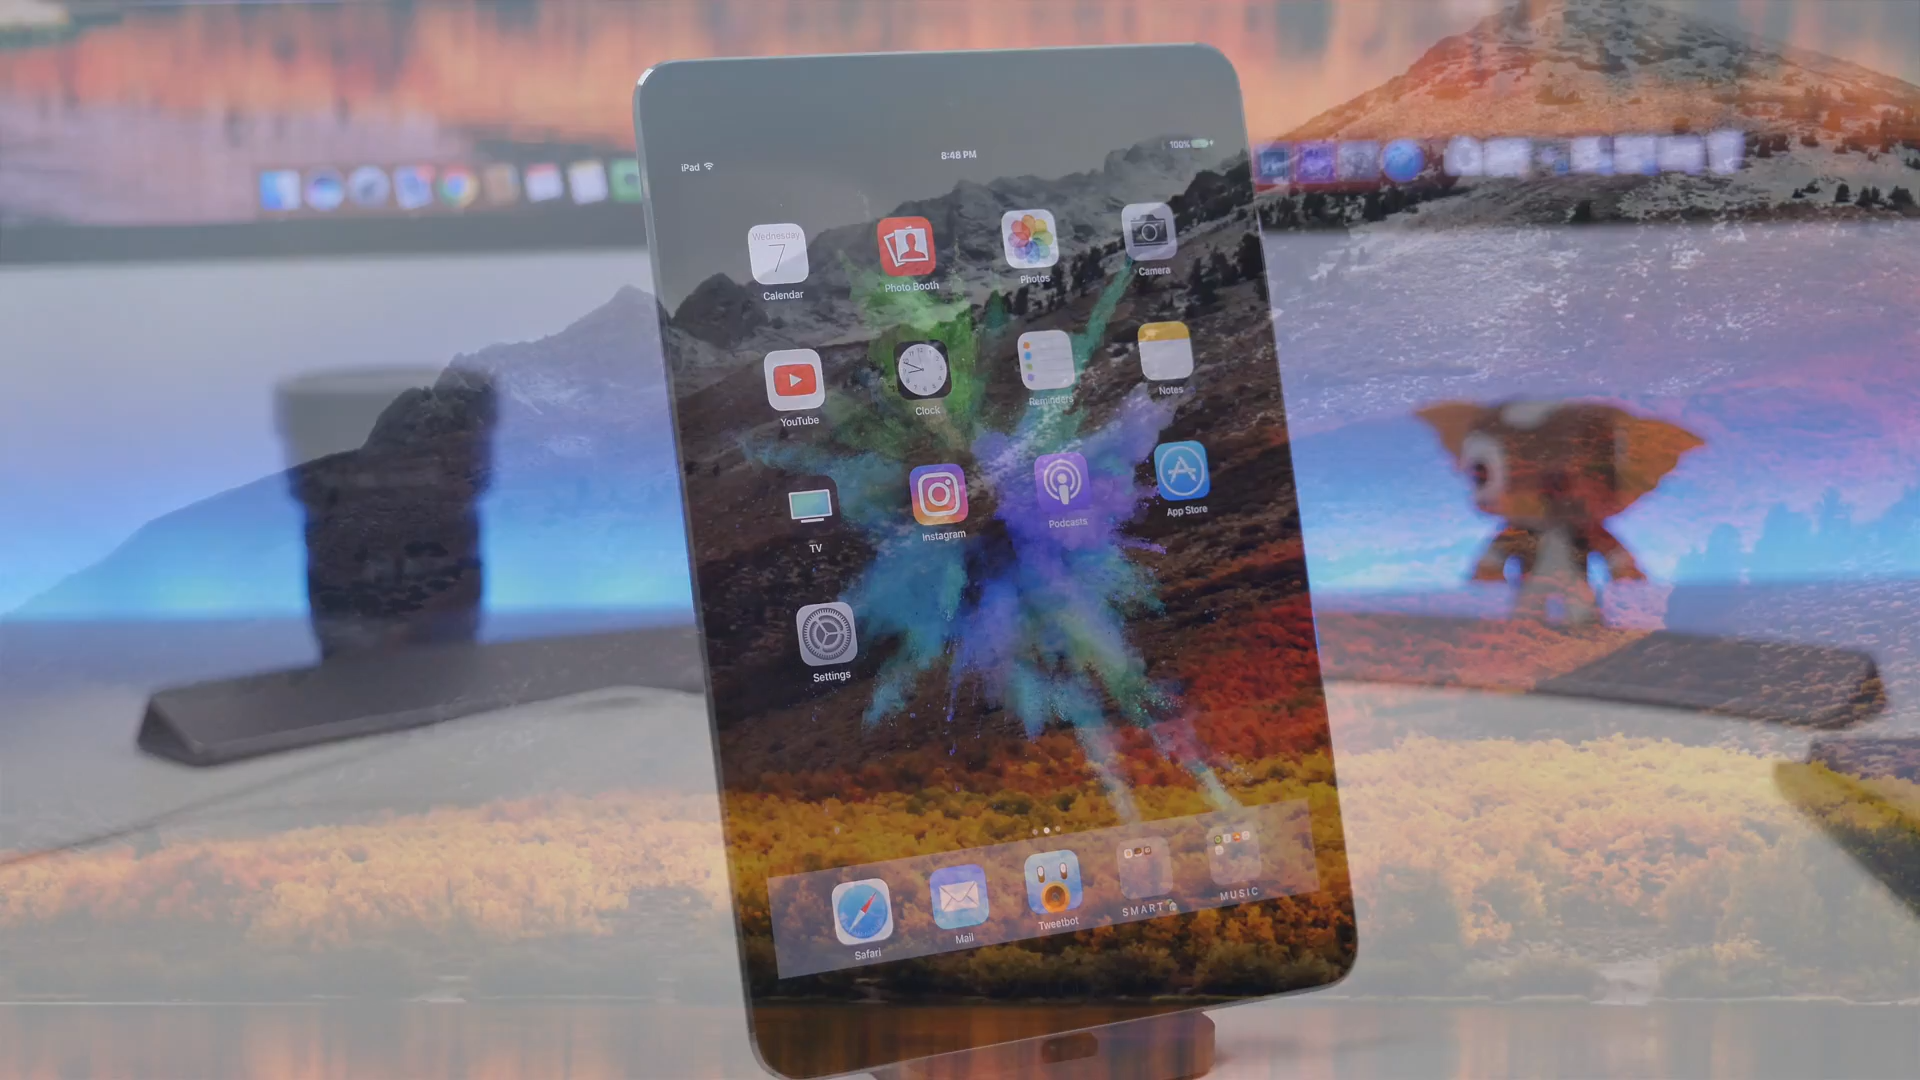 iPad
8:48 PM
100%
Wednesday
7
Calendar
Photo Booth
Photos
Camera
YouTube
Clock
Reminders
Notes
TV
Instagram
Podcasts
App Store
Settings
Safari
Mail
Tweetbot
SMART
MUSIC